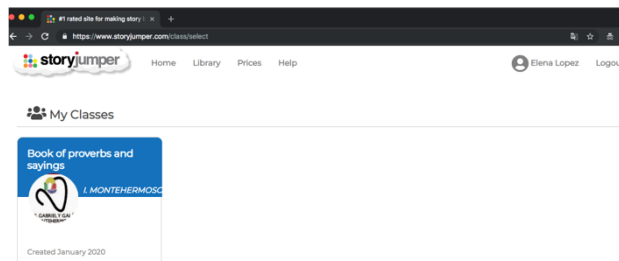 #1 rated site for making story
https://www.storyjumper.com/class/select
storyjumper Home Library Prices Help Elena Lopez Logou
My Classes
Book of proverbs and
sayings
I. MONTEHERMOSO
Created January 2020